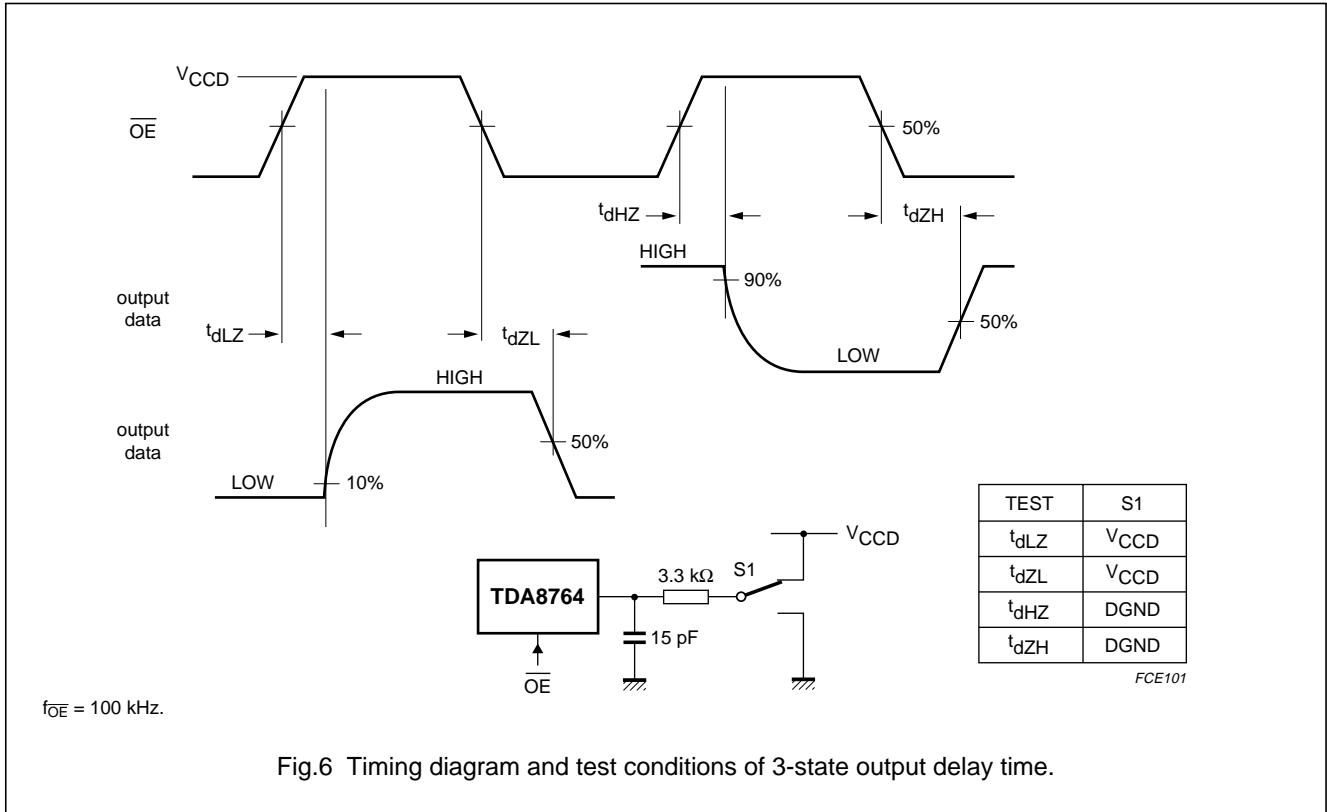 VCCD
OE
50%
tdHZ
tdZH
HIGH
90%
output
data
50%
tdLZ
tdZL
LOW
HIGH
output
data
50%
LOW
10%
TEST S1
tdLZ VCCD
tdZL VCCD
tdHZ DGND
tdZH DGND
FCE101
VCCD
3.3 kΩ
S1
TDA8764
15 pF
OE
fOE = 100 kHz.
Fig.6 Timing diagram and test conditions of 3-state output delay time.